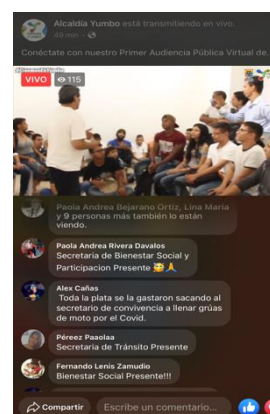 Alcaldía Yumbo está transmitiendo en vivo.
49 min ·
Conéctate con nuestro Primer Audiencia Pública Virtual de
VIVO 115
Paola Andrea Bejarano Ortiz, Lina María
y 9 personas más también lo están
viendo.
Paola Andrea Rivera Davalos
Secretaria de Bienestar Social y
Participacion Presente 🥰🙏
Alex Cañas
Toda la plata se la gastaron sacando al
secretario de convivencia a llenar grúas
de moto por el Covid.
Péreez Paaolaa
Secretaria de Tránsito Presente
Fernando Lenis Zamudio
Bienestar Social Presente!!!
Compartir Escribe un comentario...